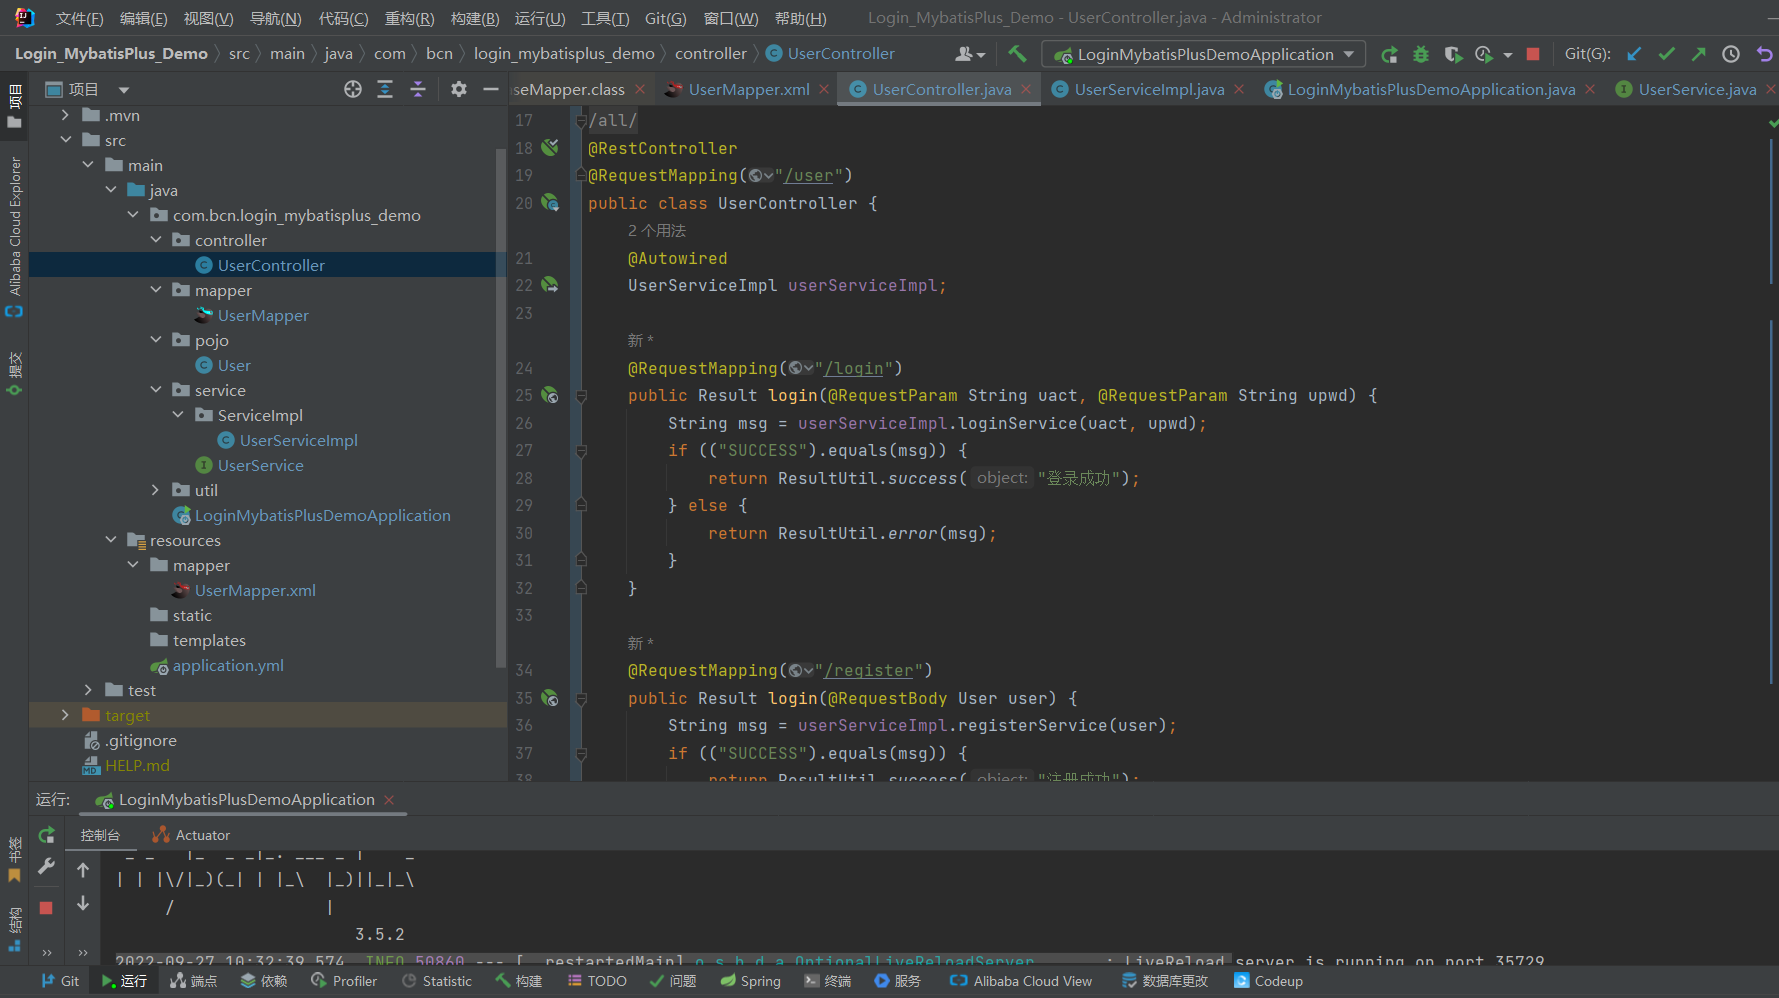 文件(F) 编辑(E) 视图(V) 导航(N) 代码(C) 重构(R) 构建(B) 运行(U) 工具(T) Git(G) 窗口(W) 帮助(H) Login_MybatisPlus_Demo - UserController.java - Administrator
Login_MybatisPlus_Demo src main java com bcn login_mybatisplus_demo controller UserController LoginMybatisPlusDemoApplication Git(G):
项目
seMapper.class UserMapper.xml UserController.java UserServiceImpl.java LoginMybatisPlusDemoApplication.java UserService.java
项目
Alibaba Cloud Explorer
提交
书签
结构
.mvn
src
main
java
com.bcn.login_mybatisplus_demo
controller
UserController
mapper
UserMapper
pojo
User
service
ServiceImpl
UserServiceImpl
UserService
util
LoginMybatisPlusDemoApplication
resources
mapper
UserMapper.xml
static
templates
application.yml
test
target
.gitignore
HELP.md
17 /all/
18 @RestController
19 @RequestMapping("/user")
20 public class UserController {
2 个用法
21 @Autowired
22 UserServiceImpl userServiceImpl;
23
新 *
24 @RequestMapping("/login")
25 public Result login(@RequestParam String uact, @RequestParam String upwd) {
26 String msg = userServiceImpl.loginService(uact, upwd);
27 if (("SUCCESS").equals(msg)) {
28 return ResultUtil.success( object: "登录成功");
29 } else {
30 return ResultUtil.error(msg);
31 }
32 }
33
新 *
34 @RequestMapping("/register")
35 public Result login(@RequestBody User user) {
36 String msg = userServiceImpl.registerService(user);
37 if (("SUCCESS").equals(msg)) {
38 return ResultUtil.success( object: "注册成功");
运行: LoginMybatisPlusDemoApplication
控制台 Actuator
| | |\/|_)(_| | |_\ |_)||_|_\
/ |
3.5.2
2022-09-27 10:32:39.574 INFO 50860 --- [ restartedMain] o.s.b.d.a.OptionalLiveReloadServer : LiveReload server is running on port 35729
Git 运行 端点 依赖 Profiler Statistic 构建 TODO 问题 Spring 终端 服务 Alibaba Cloud View 数据库更改 Codeup